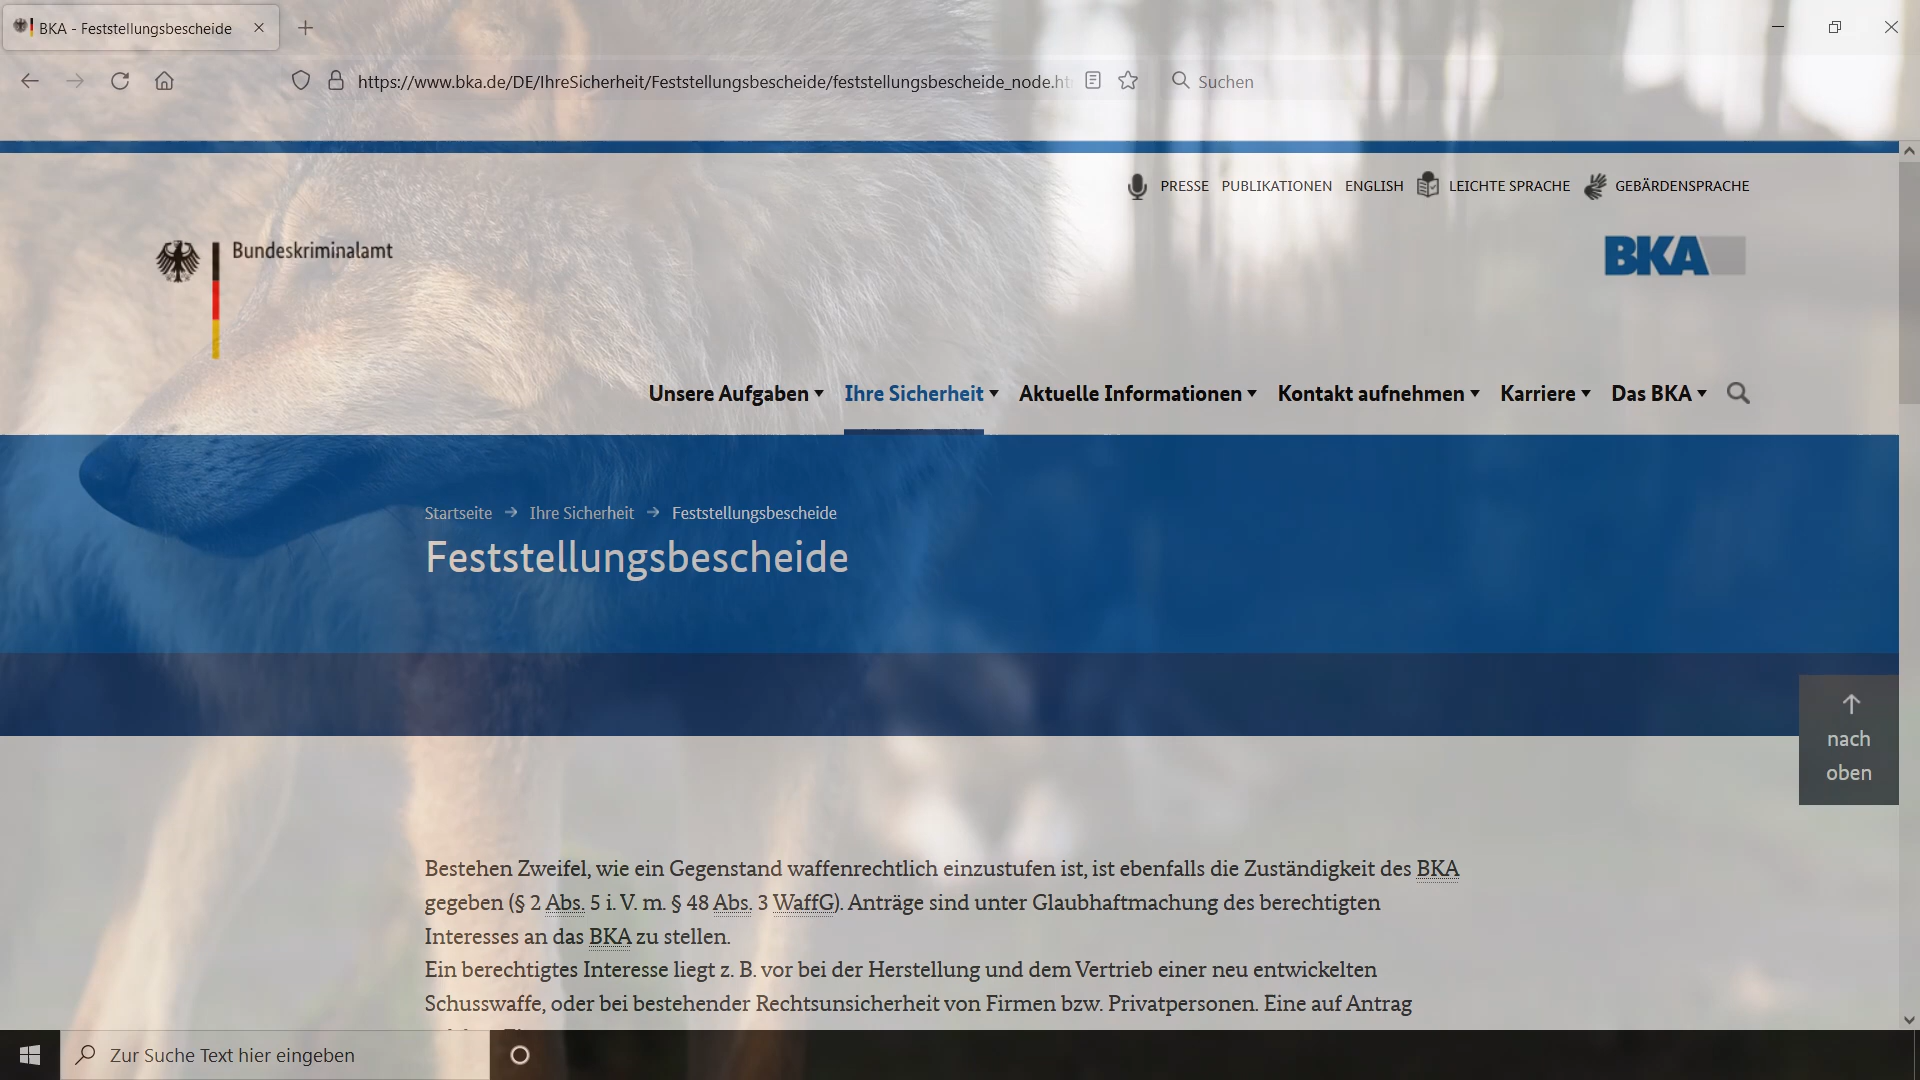 BKA - Feststellungsbescheide
https://www.bka.de/DE/IhreSicherheit/Feststellungsbescheide/feststellungsbescheide_node.ht
Suchen
PRESSE PUBLIKATIONEN ENGLISH LEICHTE SPRACHE GEBÄRDENSPRACHE
Bundeskriminalamt
BKA
Unsere Aufgaben Ihre Sicherheit Aktuelle Informationen Kontakt aufnehmen Karriere Das BKA
Startseite → Ihre Sicherheit → Feststellungsbescheide
Feststellungsbescheide
nach
oben
Bestehen Zweifel, wie ein Gegenstand waffenrechtlich einzustufen ist, ist ebenfalls die Zuständigkeit des BKA
gegeben (§ 2 Abs. 5 i. V. m. § 48 Abs. 3 WaffG). Anträge sind unter Glaubhaftmachung des berechtigten
Interesses an das BKA zu stellen.
Ein berechtigtes Interesse liegt z. B. vor bei der Herstellung und dem Vertrieb einer neu entwickelten
Schusswaffe, oder bei bestehender Rechtsunsicherheit von Firmen bzw. Privatpersonen. Eine auf Antrag
Zur Suche Text hier eingeben